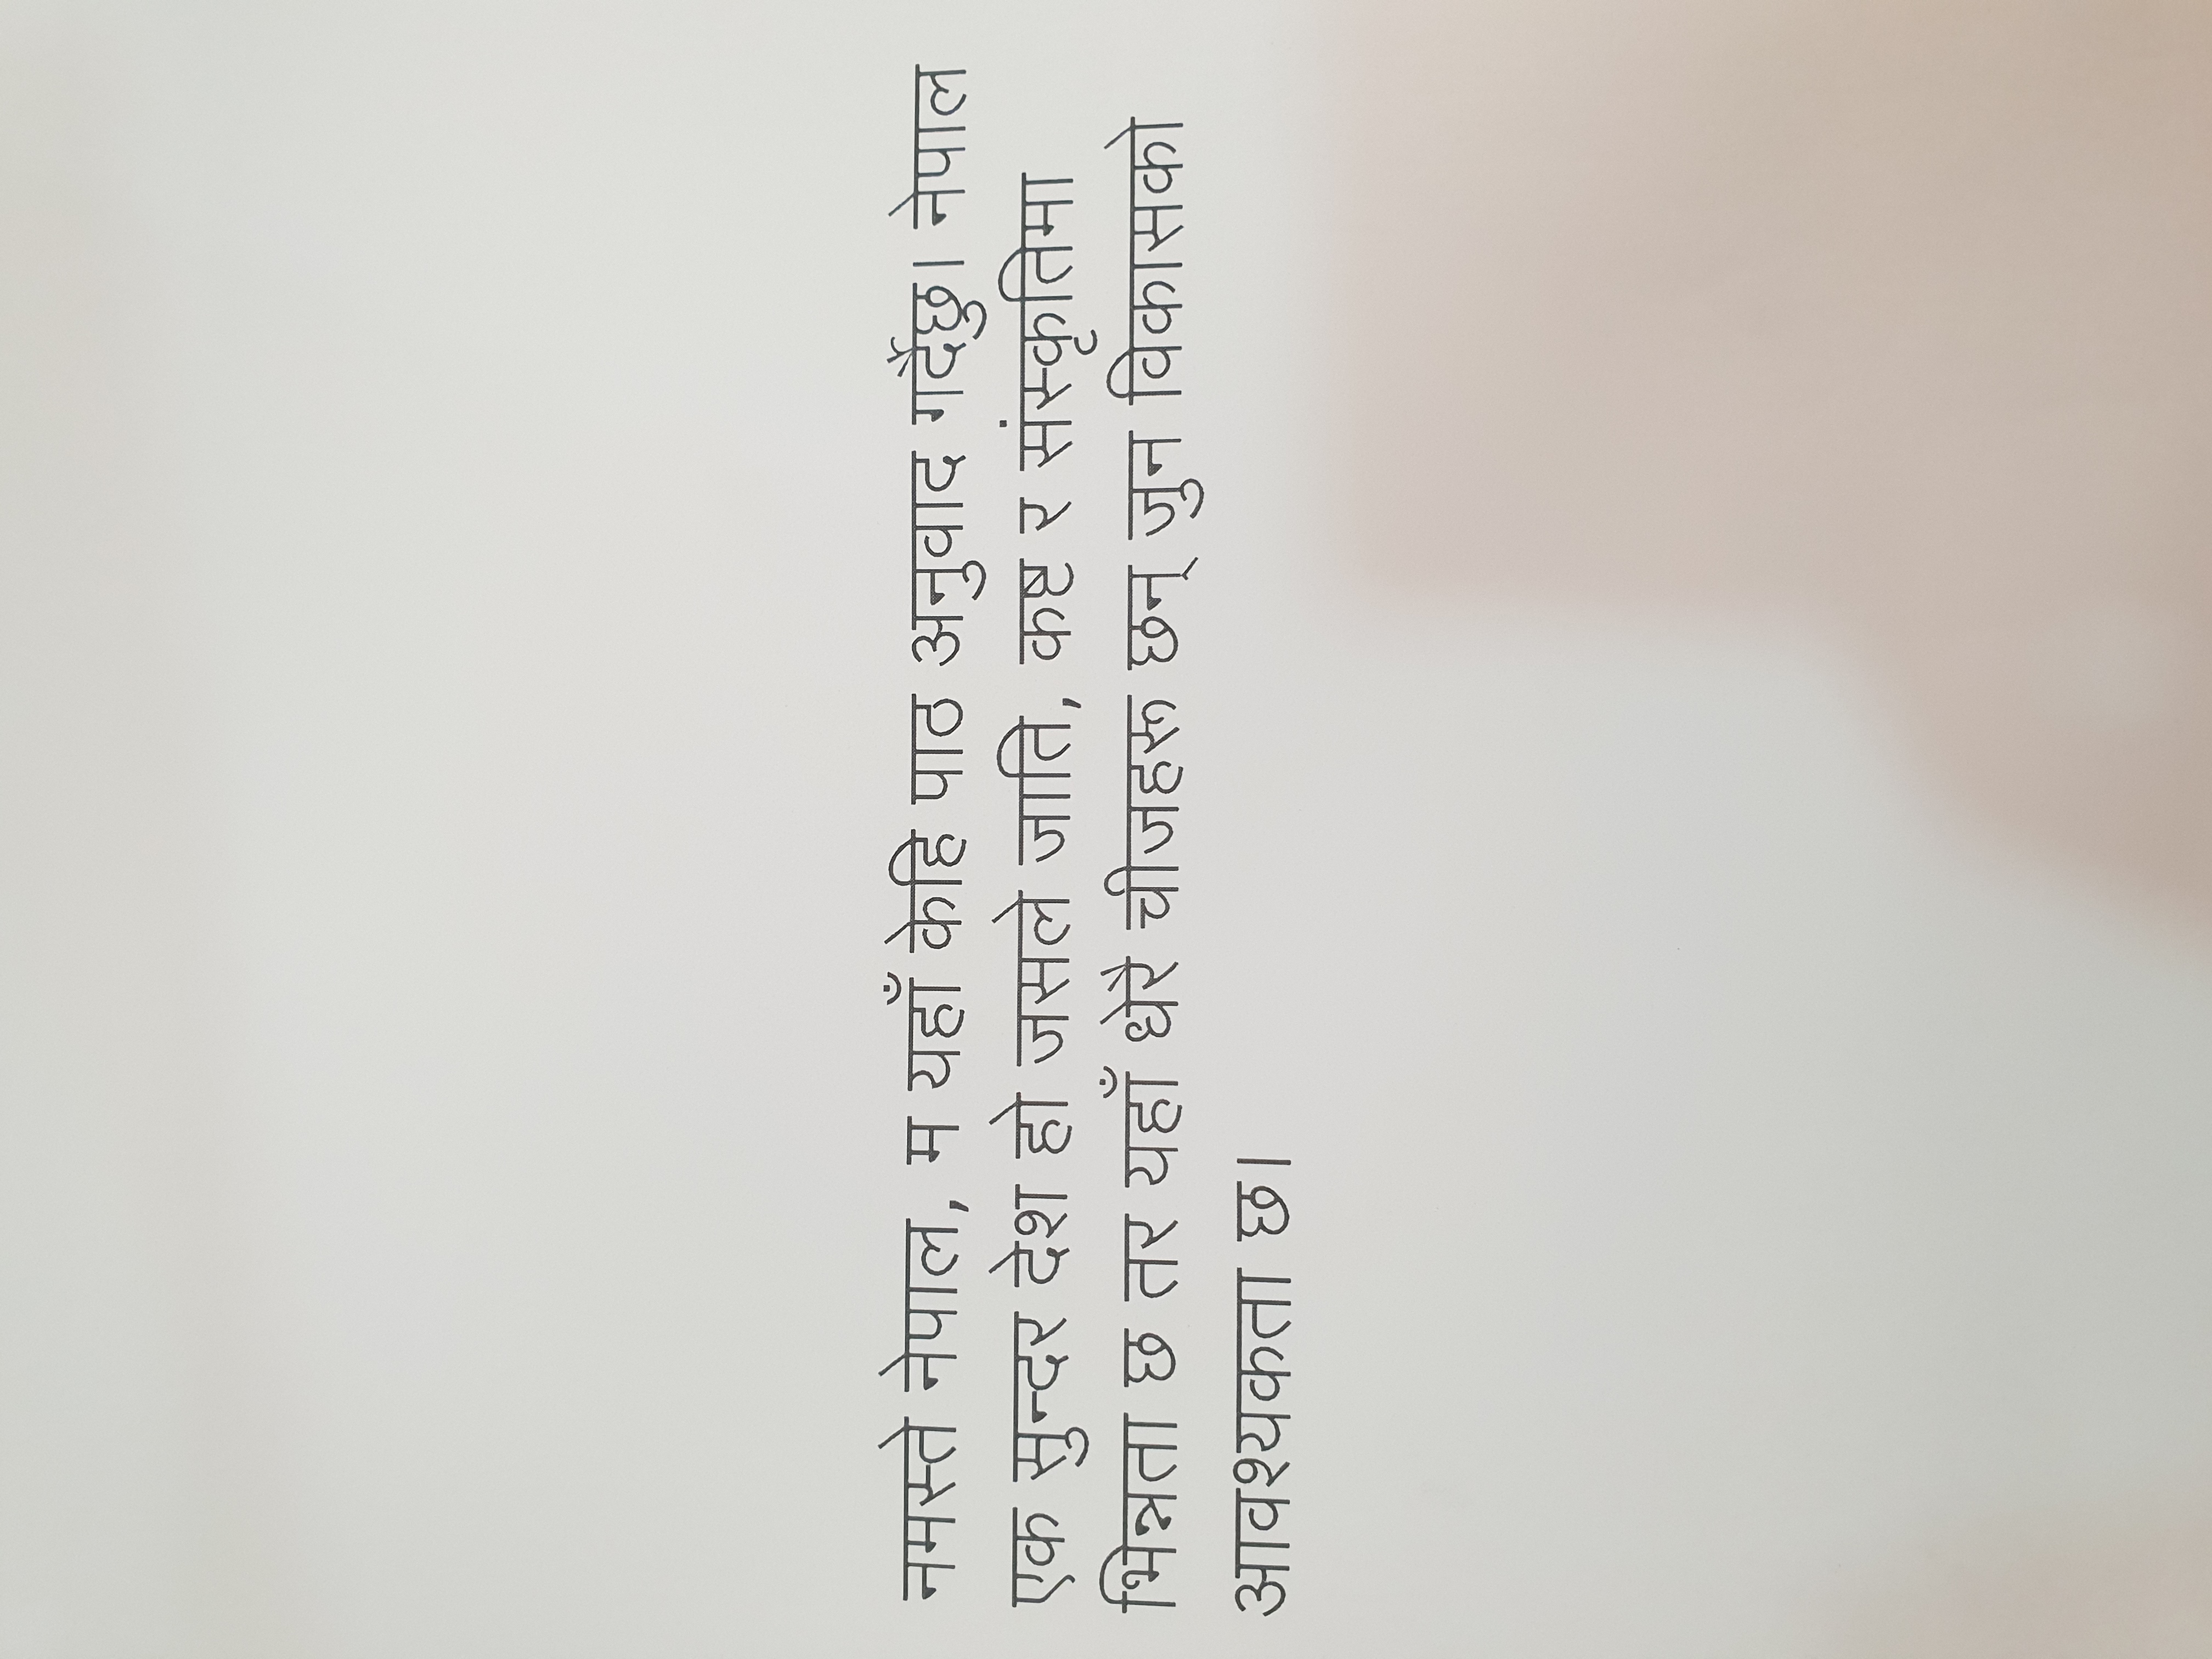 नमस्ते नेपाल, म यहाँ केहि पाठ अनुवाद गर्दैछु। नेपाल
एक सुन्दर देश हो जसले जाति, कष्ट र संस्कृतिमा
भिन्नता छ तर यहाँ धेरै चीजहरू छन् जुन विकासको
आवश्यकता छ।